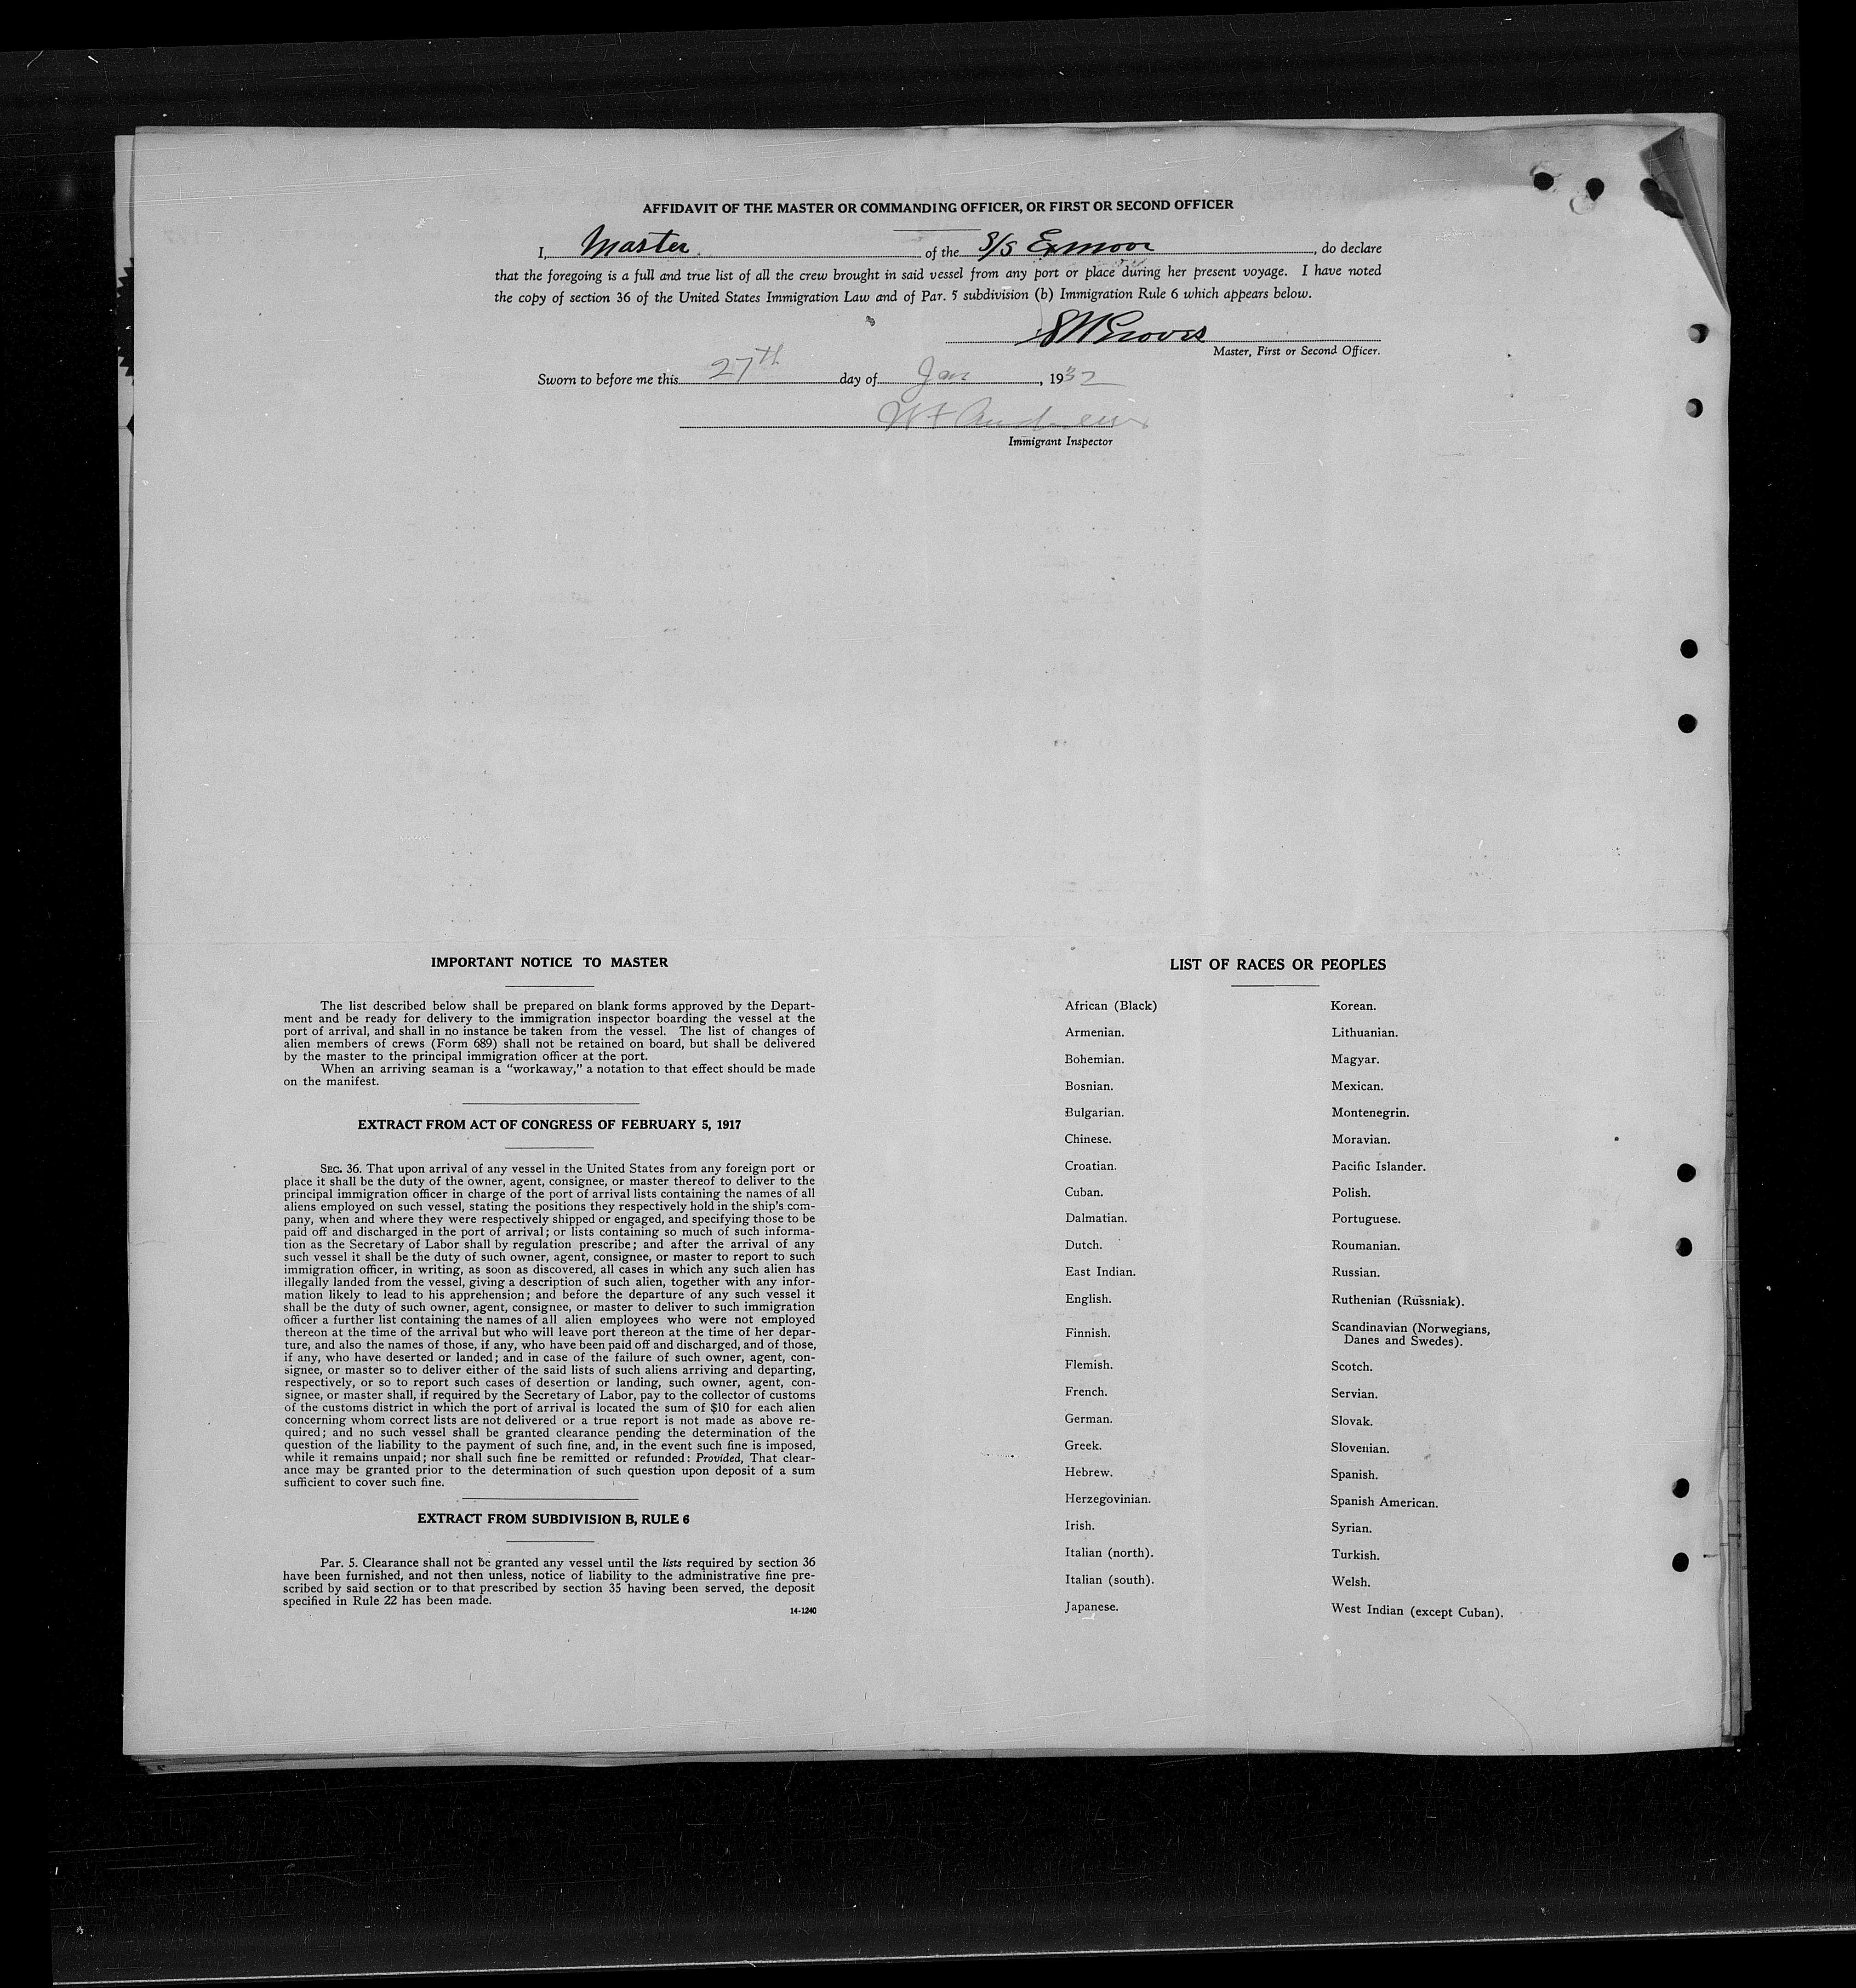 AFFIDAVIT OF THE MASTER OR COMMANDING OFFICER, OR FIRST OR SECOND OFFICER
I, Master of the S/S Exmoor, do declare
that the foregoing is a full and true list of all the crew brought in said vessel from any port or place during her present voyage. I have noted
the copy of section 36 of the United States Immigration Law and of Par. 5 subdivision (b) Immigration Rule 6 which appears below.
Groves
Master, First or Second Officer.
Sworn to before me this 27th day of Jan, 1932
Andrews
Immigrant Inspector
IMPORTANT NOTICE TO MASTER
The list described below shall be prepared on blank forms approved by the Depart-
ment and be ready for delivery to the immigration inspector boarding the vessel at the
port of arrival, and shall in no instance be taken from the vessel. The list of changes of
alien members of crews (Form 689) shall not be retained on board, but shall be delivered
by the master to the principal immigration officer at the port.
When an arriving seaman is a "workaway," a notation to that effect should be made
on the manifest.
EXTRACT FROM ACT OF CONGRESS OF FEBRUARY 5, 1917
SEC. 36. That upon arrival of any vessel in the United States from any foreign port or
place it shall be the duty of the owner, agent, consignee, or master thereof to deliver to the
principal immigration officer in charge of the port of arrival lists containing the names of all
aliens employed on such vessel, stating the positions they respectively hold in the ship's com-
pany, when and where they were respectively shipped or engaged, and specifying those to be
paid off and discharged in the port of arrival; or lists containing so much of such informa-
tion as the Secretary of Labor shall by regulation prescribe; and after the arrival of any
such vessel it shall be the duty of such owner, agent, consignee, or master to report to such
immigration officer, in writing, as soon as discovered, all cases in which any such alien has
illegally landed from the vessel, giving a description of such alien, together with any infor-
mation likely to lead to his apprehension; and before the departure of any such vessel it
shall be the duty of such owner, agent, consignee, or master to deliver to such immigration
officer a further list containing the names of all alien employees who were not employed
thereon at the time of the arrival but who will leave port thereon at the time of her depar-
ture, and also the names of those, if any, who have been paid off and discharged, and of those,
if any, who have deserted or landed; and in case of the failure of such owner, agent, con-
signee, or master so to deliver either of the said lists of such aliens arriving and departing,
respectively, or so to report such cases of desertion or landing, such owner, agent, con-
signee, or master shall, if required by the Secretary of Labor, pay to the collector of customs
of the customs district in which the port of arrival is located the sum of $10 for each alien
concerning whom correct lists are not delivered or a true report is not made as above re-
quired; and no such vessel shall be granted clearance pending the determination of the
question of the liability to the payment of such fine, and, in the event such fine is imposed,
while it remains unpaid; nor shall such fine be remitted or refunded: Provided, That clear-
ance may be granted prior to the determination of such question upon deposit of a sum
sufficient to cover such fine.
EXTRACT FROM SUBDIVISION B, RULE 6
Par. 5. Clearance shall not be granted any vessel until the lists required by section 36
have been furnished, and not then unless, notice of liability to the administrative fine pre-
scribed by said section or to that prescribed by section 35 having been served, the deposit
specified in Rule 22 has been made.
14-1240
LIST OF RACES OR PEOPLES
African (Black)
Armenian.
Bohemian.
Bosnian.
Bulgarian.
Chinese.
Croatian.
Cuban.
Dalmatian.
Dutch.
East Indian.
English.
Finnish.
Flemish.
French.
German.
Greek.
Hebrew.
Herzegovinian.
Irish.
Italian (north).
Italian (south).
Japanese.
Korean.
Lithuanian.
Magyar.
Mexican.
Montenegrin.
Moravian.
Pacific Islander.
Polish.
Portuguese.
Roumanian.
Russian.
Ruthenian (Russniak).
Scandinavian (Norwegians,
Danes and Swedes).
Scotch.
Servian.
Slovak.
Slovenian.
Spanish.
Spanish American.
Syrian.
Turkish.
Welsh.
West Indian (except Cuban).